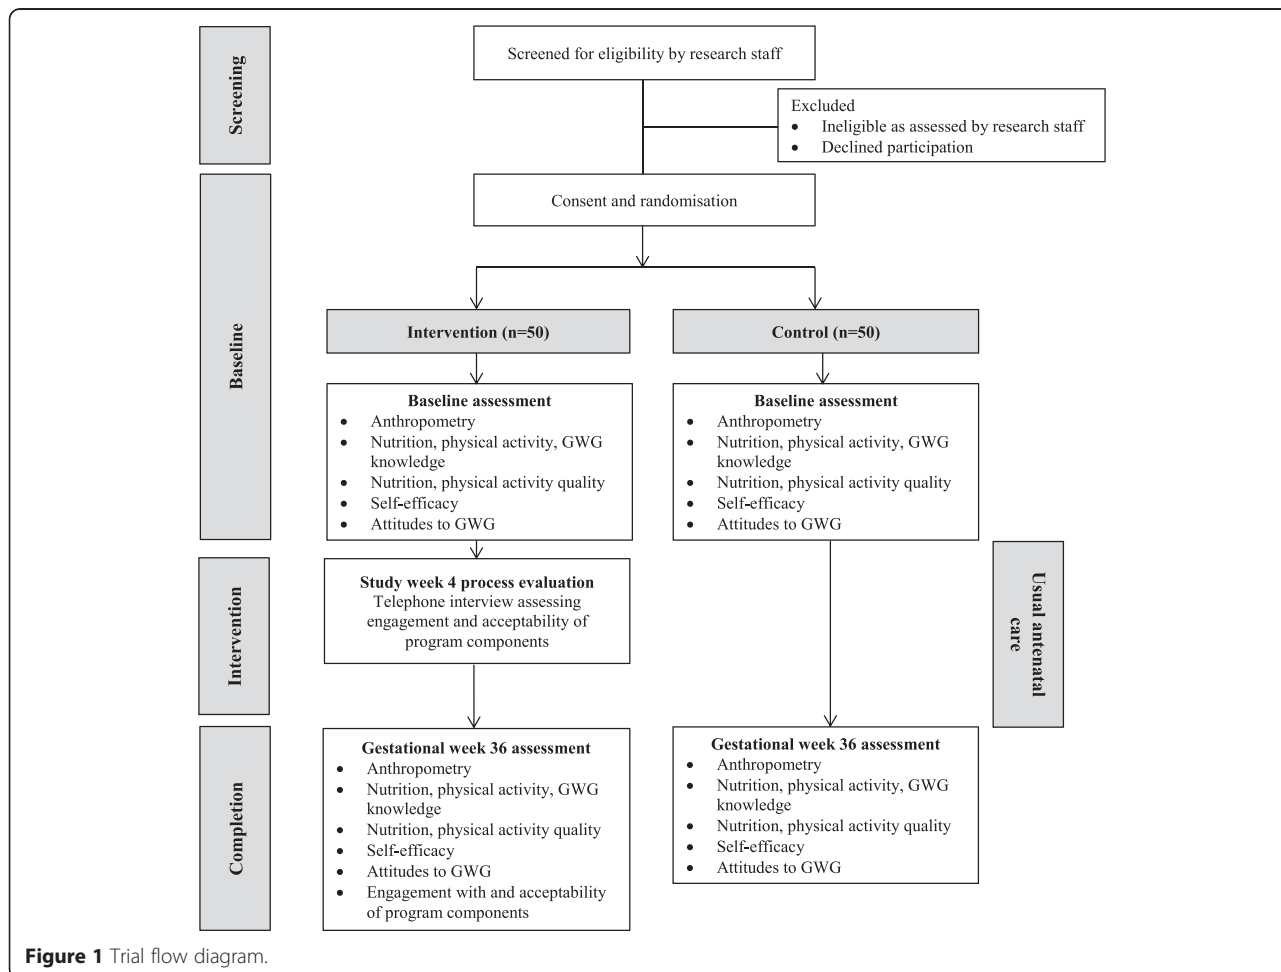 Screening
Screened for eligibility by research staff
Excluded
• Ineligible as assessed by research staff
• Declined participation
Baseline
Consent and randomisation
Intervention (n=50)
Control (n=50)
Baseline assessment
• Anthropometry
• Nutrition, physical activity, GWG
knowledge
• Nutrition, physical activity quality
• Self-efficacy
• Attitudes to GWG
Baseline assessment
• Anthropometry
• Nutrition, physical activity, GWG
knowledge
• Nutrition, physical activity quality
• Self-efficacy
• Attitudes to GWG
Intervention
Study week 4 process evaluation
Telephone interview assessing
engagement and acceptability of
program components
Usual antenatal
care
Completion
Gestational week 36 assessment
• Anthropometry
• Nutrition, physical activity, GWG
knowledge
• Nutrition, physical activity quality
• Self-efficacy
• Attitudes to GWG
• Engagement with and acceptability
of program components
Gestational week 36 assessment
• Anthropometry
• Nutrition, physical activity, GWG
knowledge
• Nutrition, physical activity quality
• Self-efficacy
• Attitudes to GWG
Figure 1 Trial flow diagram.